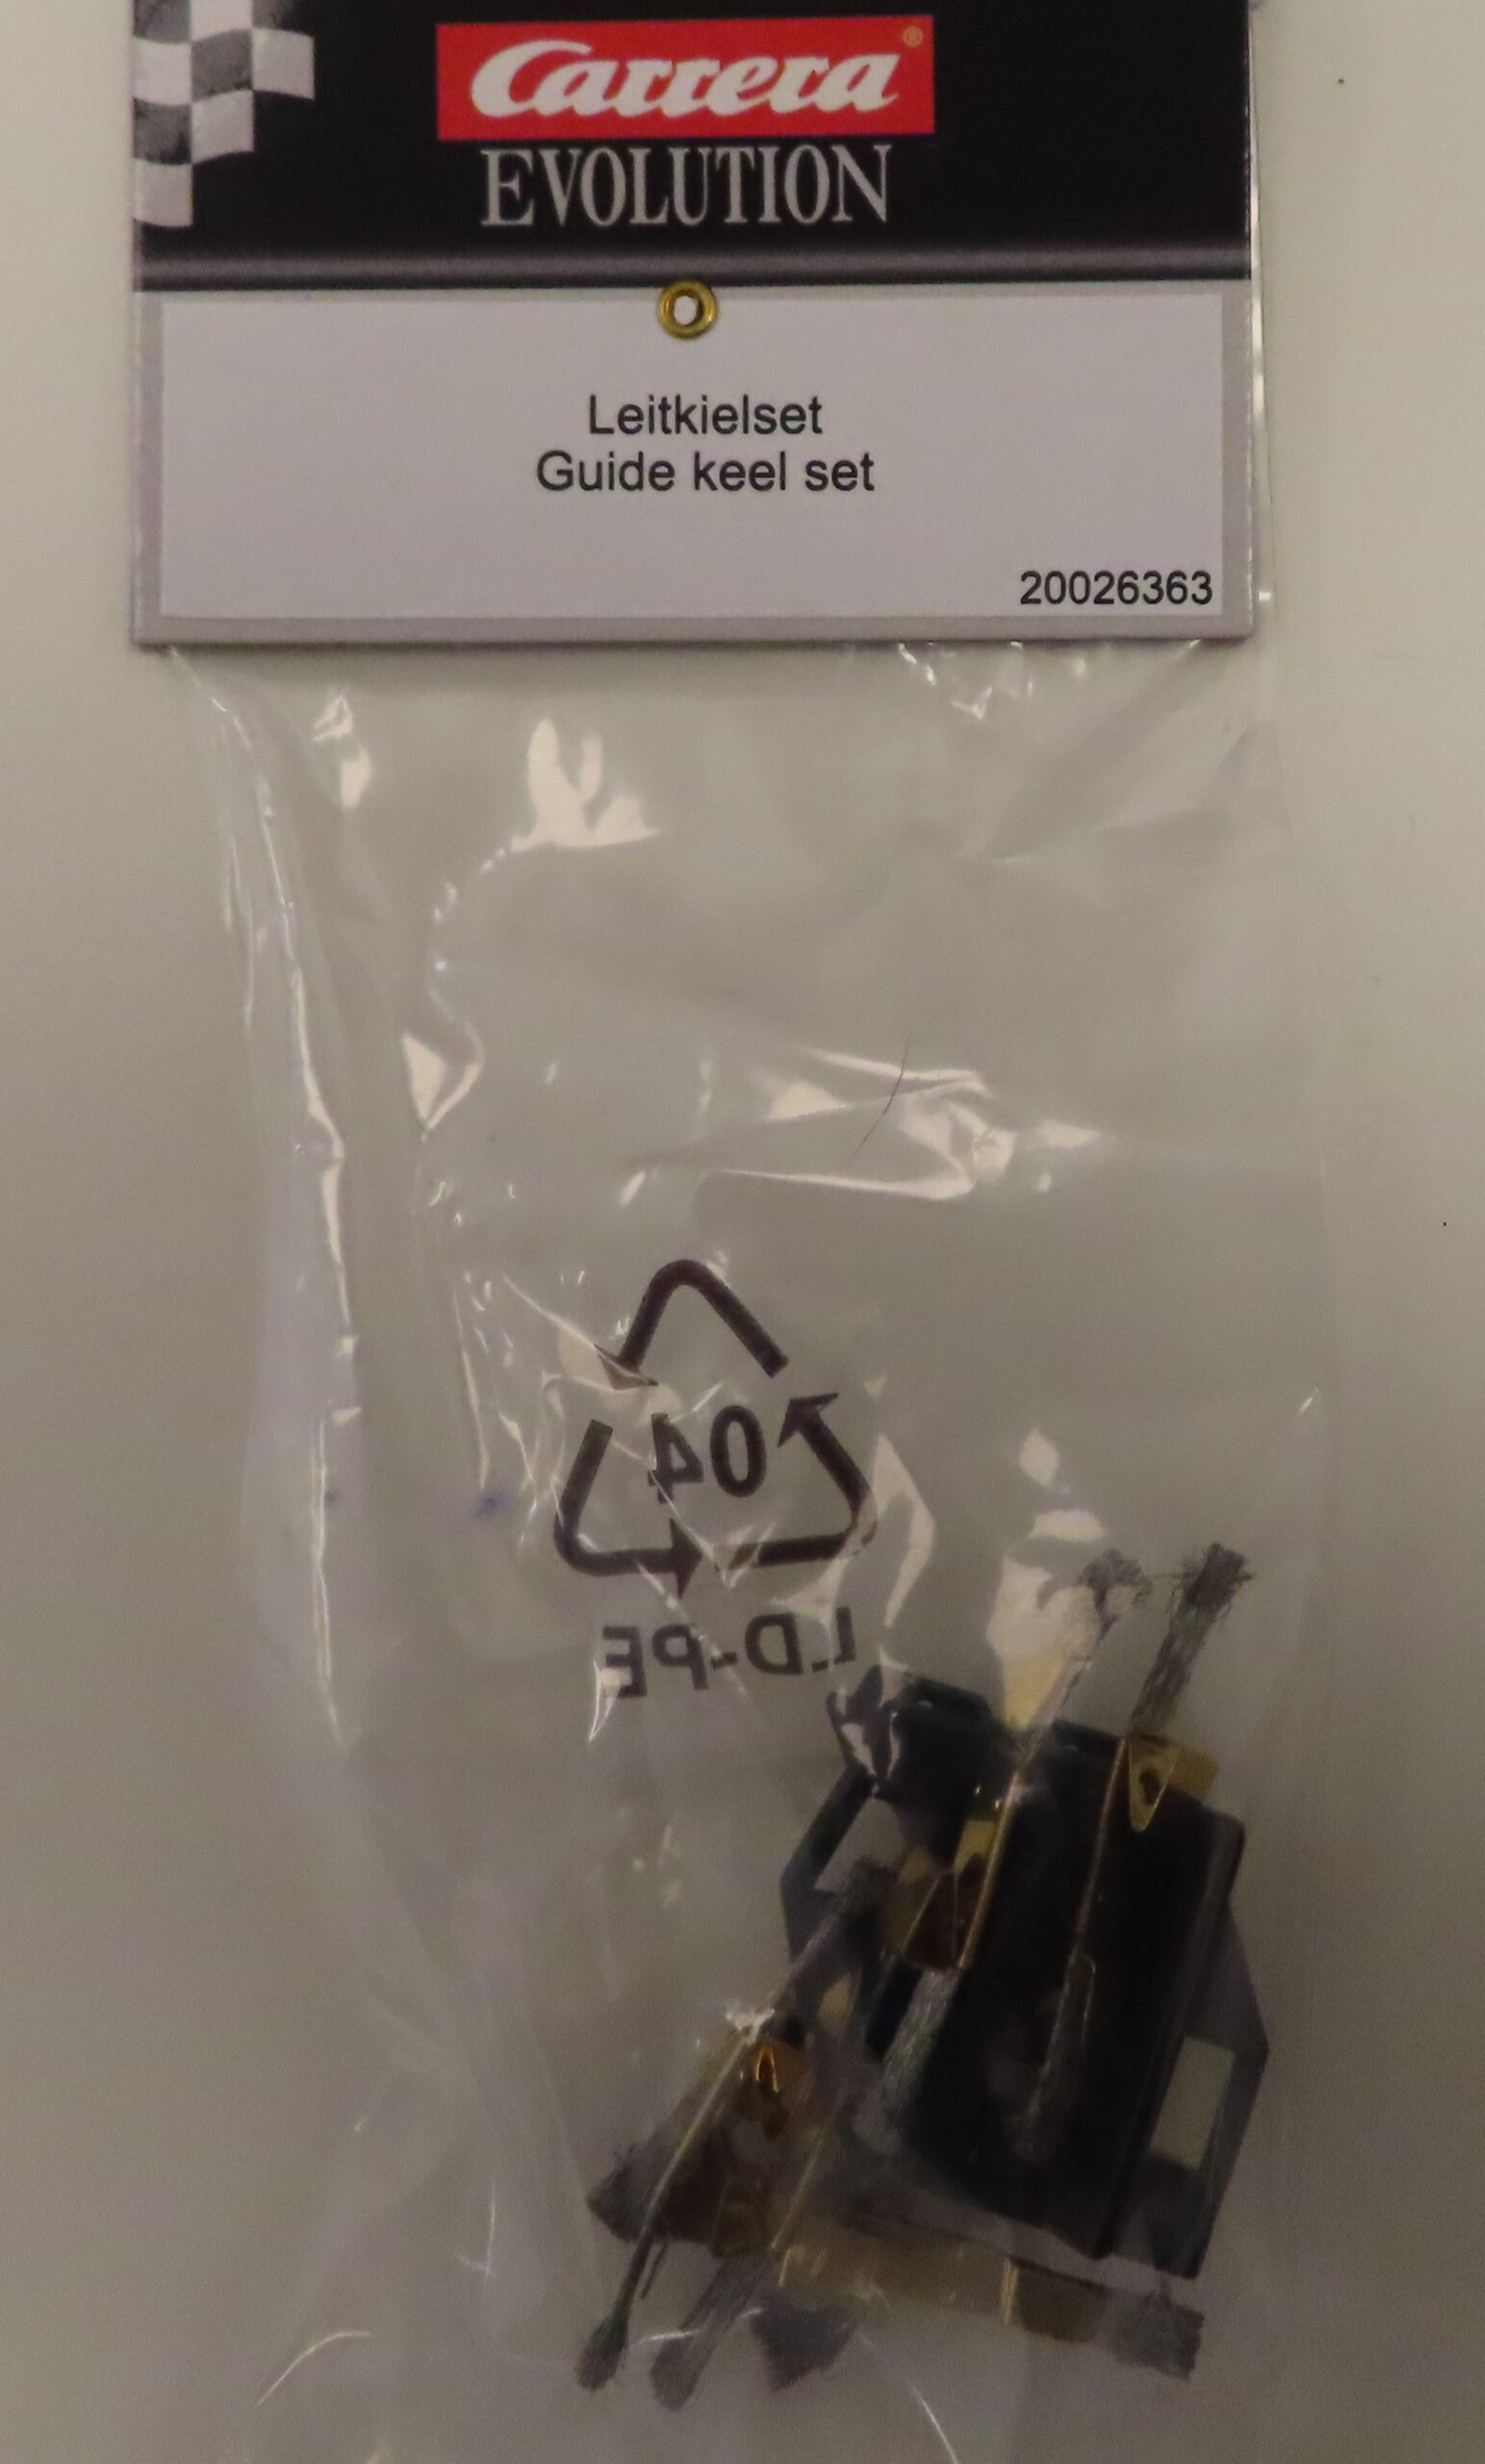 Carrera®
EVOLUTION
Leitkielset
Guide keel set
20026363
04
LD-PE